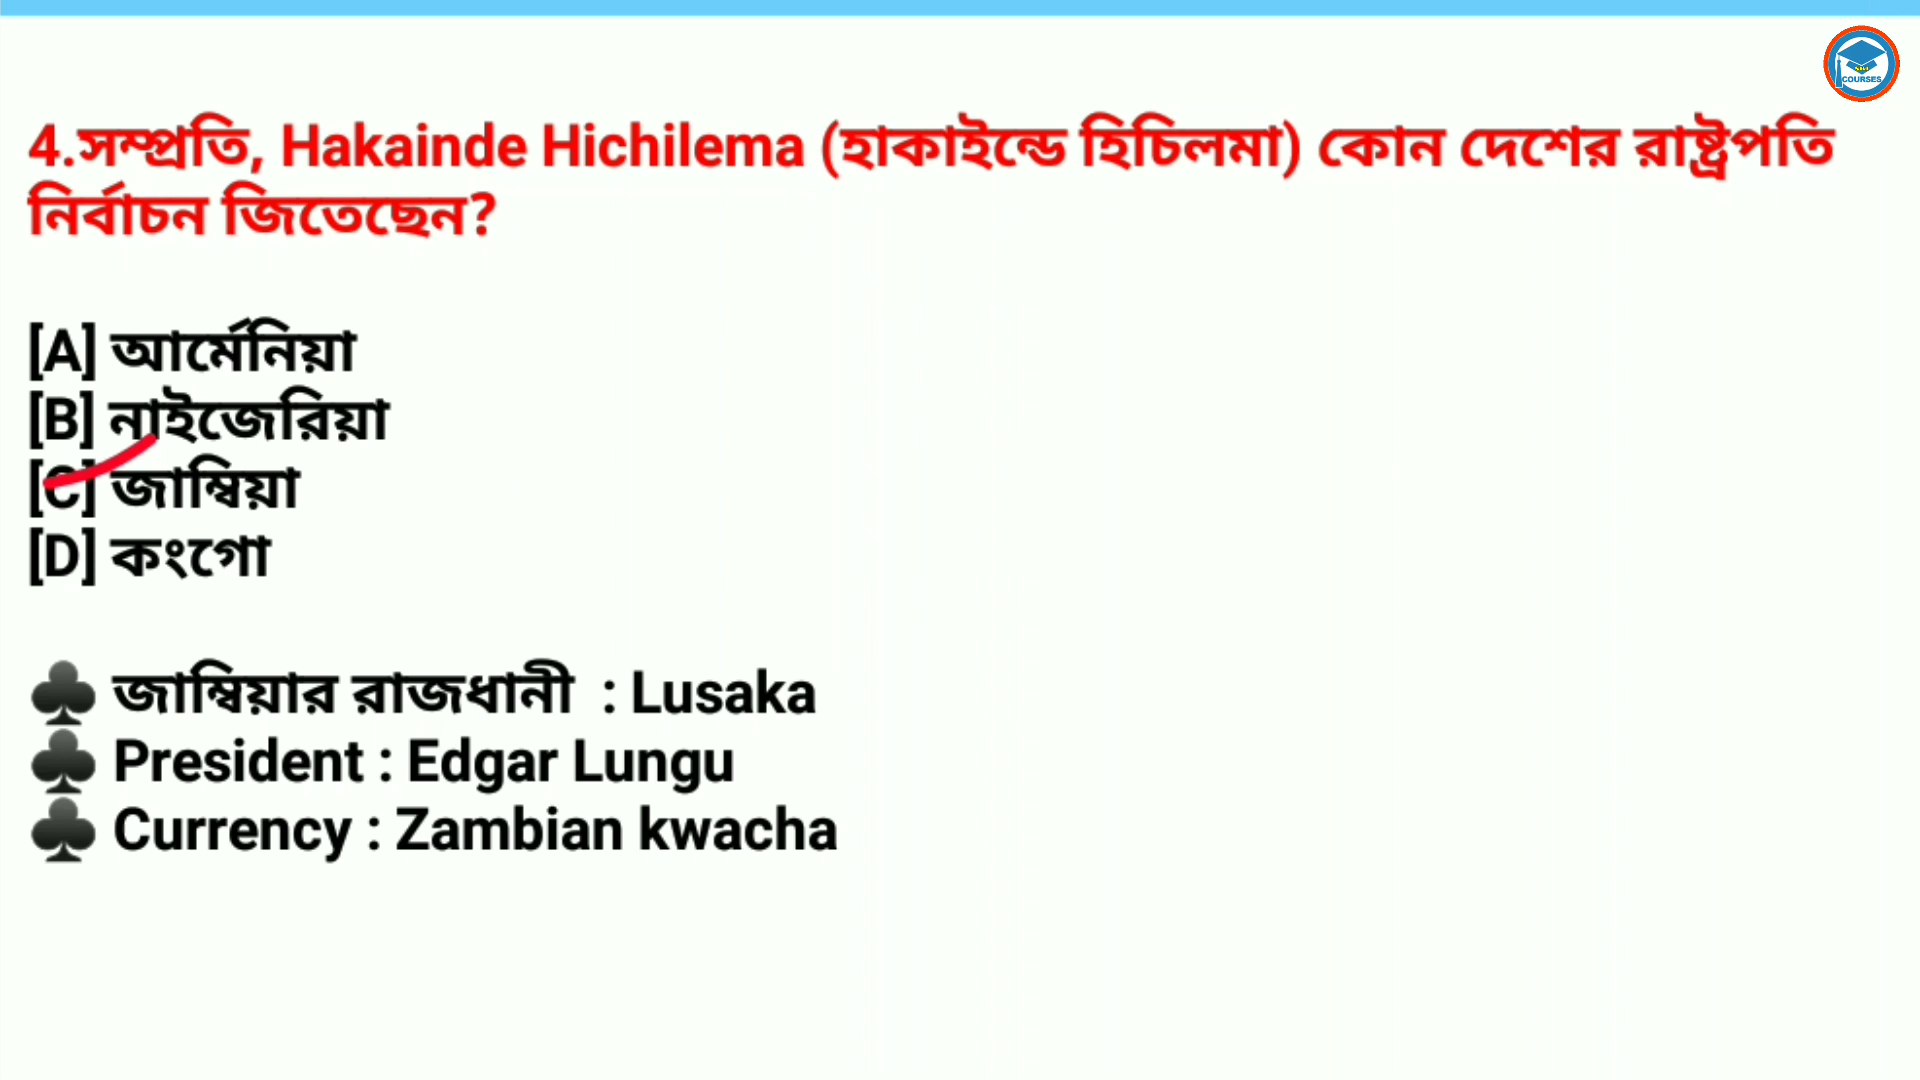 COURSES
4.সম্প্রতি, Hakainde Hichilema (হাকাইন্ডে হিচিলমা) কোন দেশের রাষ্ট্রপতি
নির্বাচন জিতেছেন?
[A] আর্মেনিয়া
[B] নাইজেরিয়া
[C] জাম্বিয়া
[D] কংগো
♣ জাম্বিয়ার রাজধানী : Lusaka
♣ President : Edgar Lungu
♣ Currency : Zambian kwacha